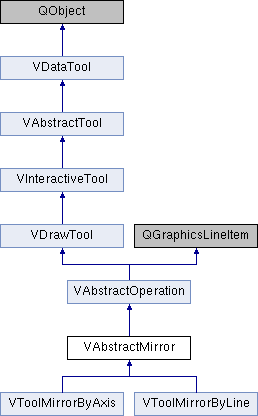 QObject
VDataTool
VAbstractTool
VInteractiveTool
VDrawTool
QGraphicsLineItem
VAbstractOperation
VAbstractMirror
VToolMirrorByAxis
VToolMirrorByLine